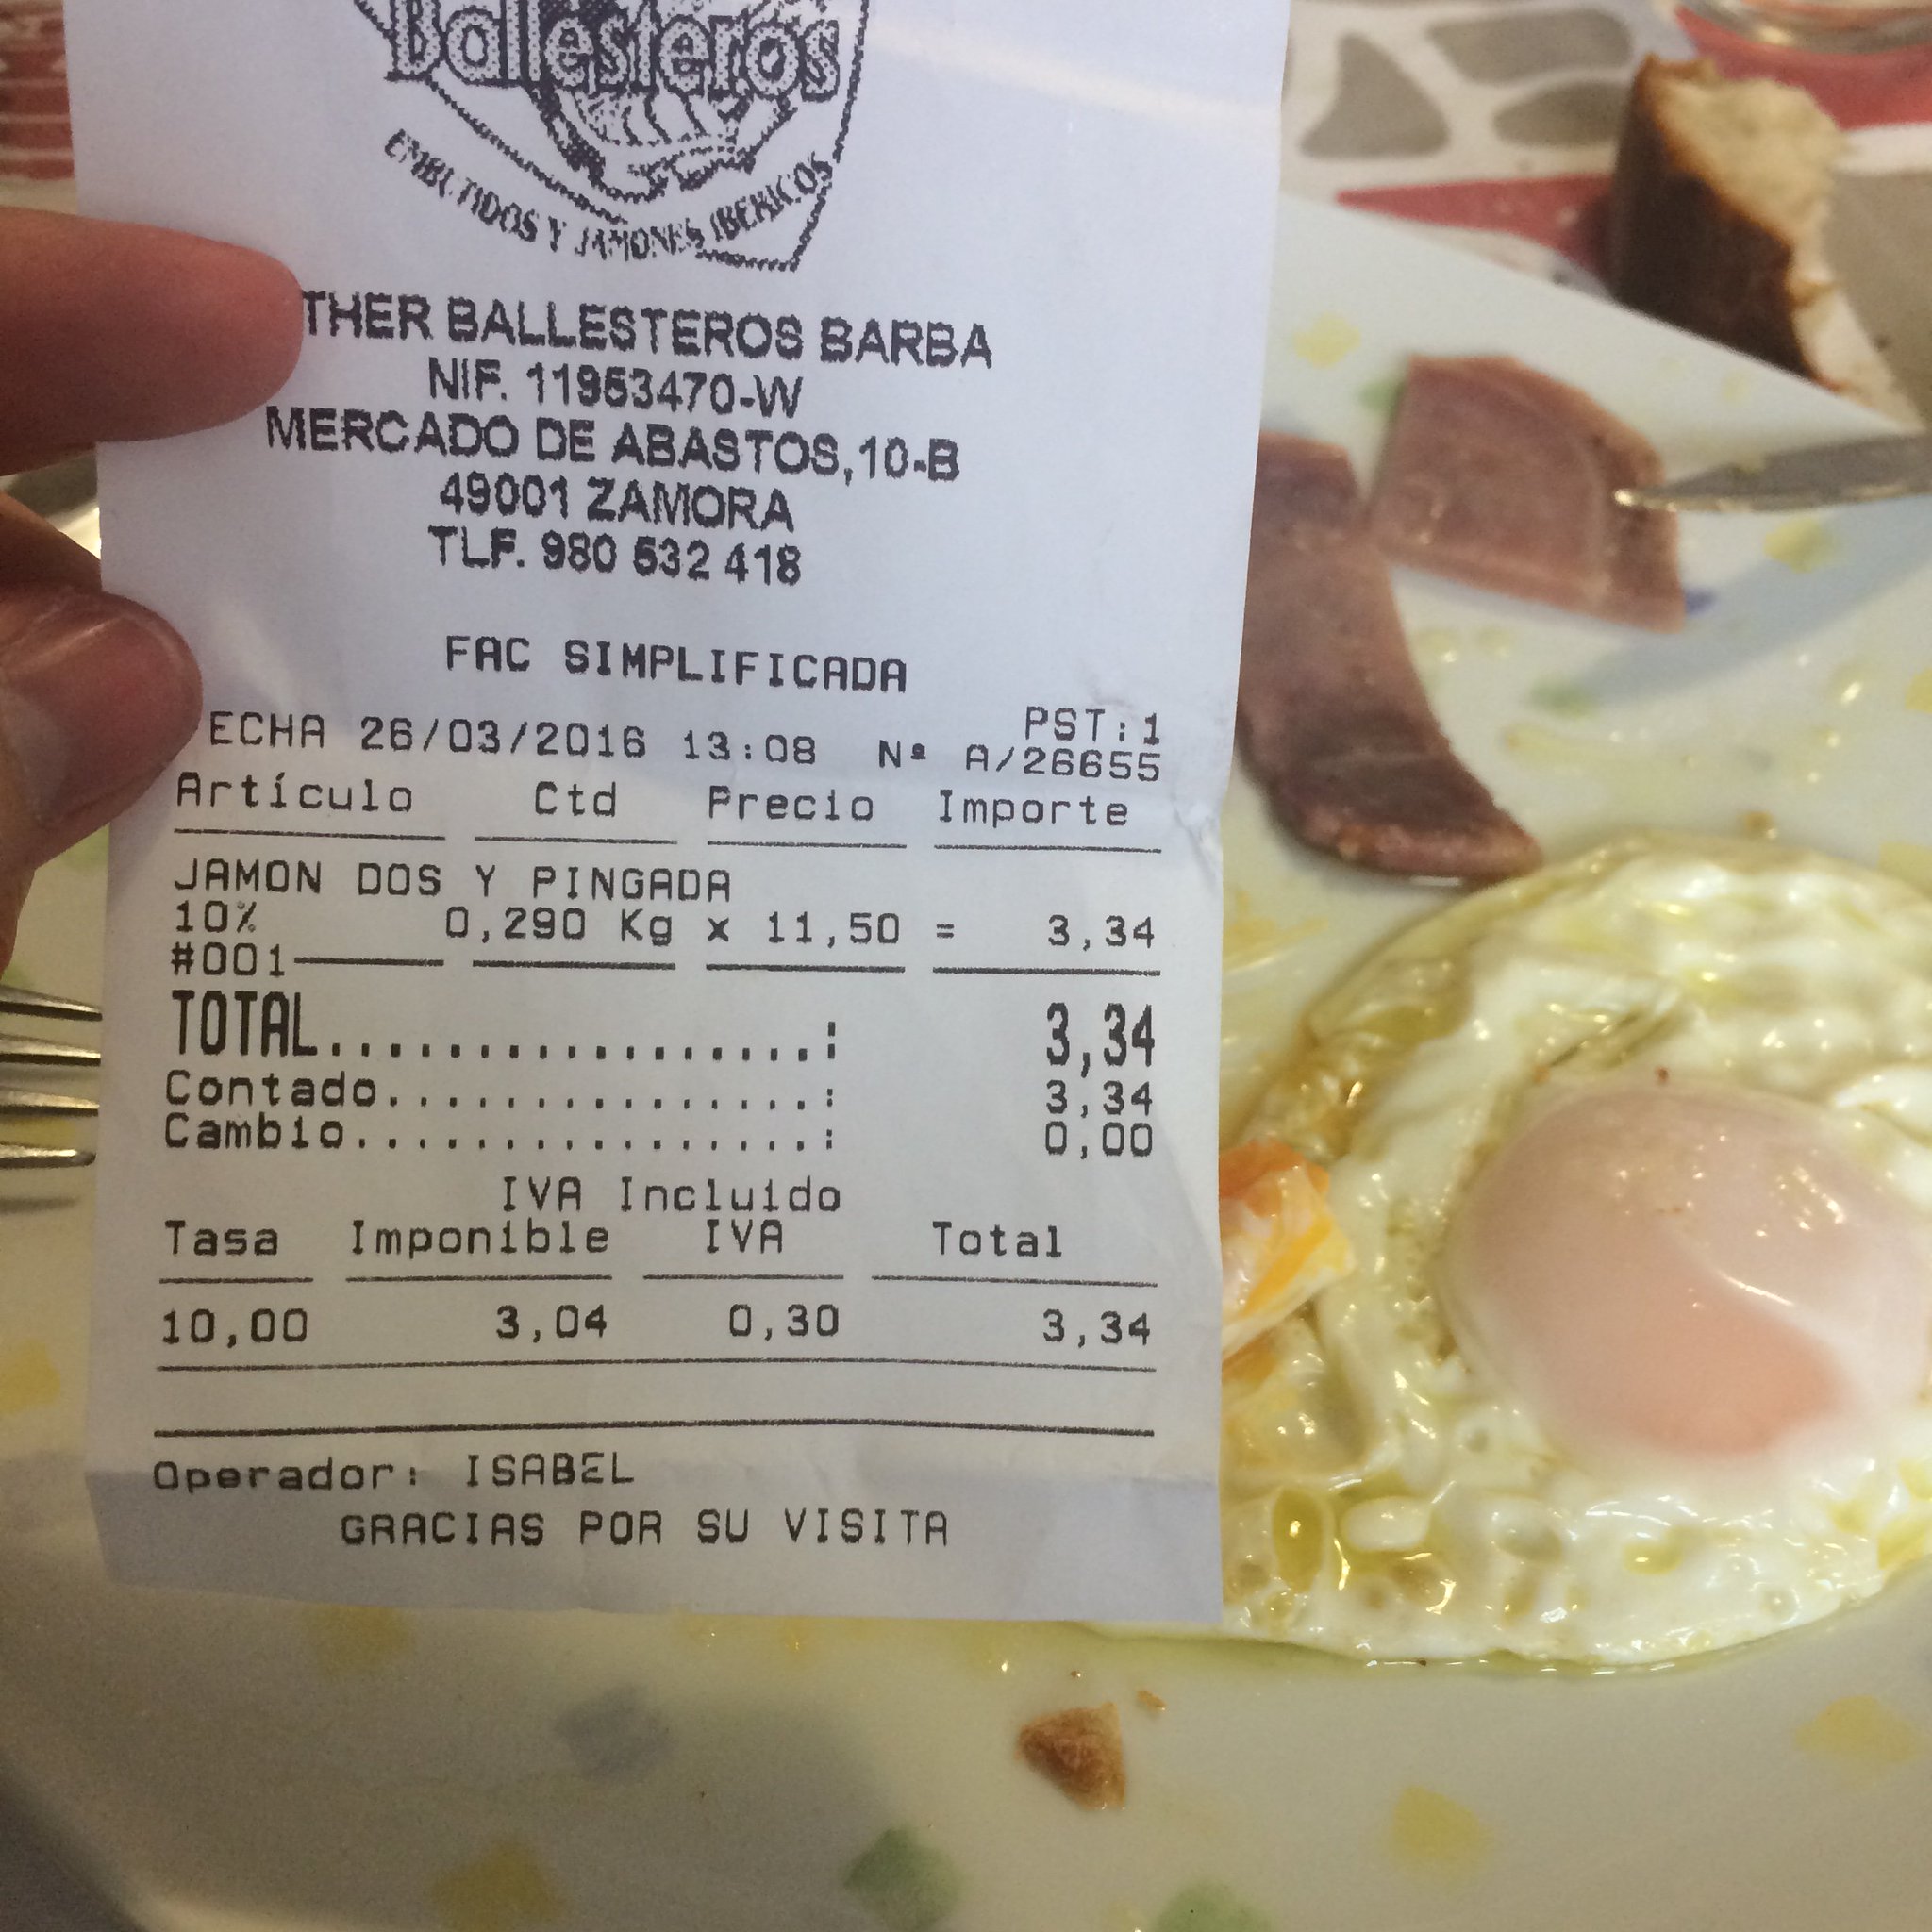 Ballesteros
EMBUTIDOS Y JAMONES IBERICOS
THER BALLESTEROS BARBA
NIF. 11963470-W
MERCADO DE ABASTOS,10-B
49001 ZAMORA
TLF. 980 532 418
FAC SIMPLIFICADA
PST:1
ECHA 26/03/2016 13:08 Nº A/26655
Artículo Ctd Precio Importe
JAMON DOS Y PINGADA
10% 0,290 Kg x 11,50 = 3,34
#001
TOTAL..................: 3,34
Contado................: 3,34
Cambio.................: 0,00
IVA Incluido
Tasa Imponible IVA Total
10,00 3,04 0,30 3,34
Operador: ISABEL
GRACIAS POR SU VISITA